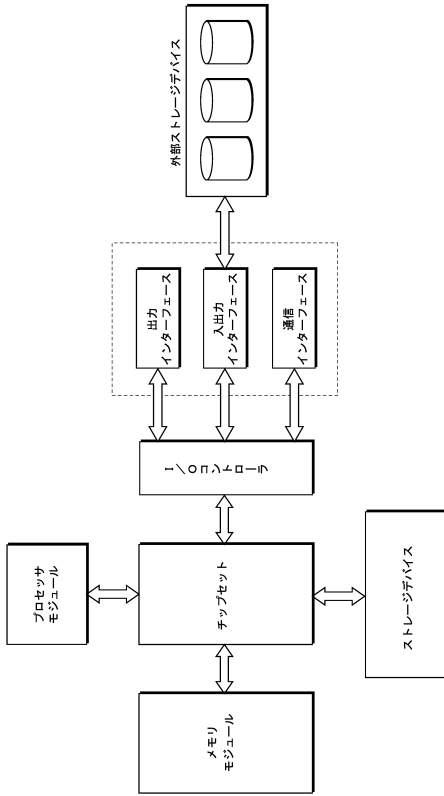 プロセッサ
モジュール
メモリ
モジュール
チップセット
ストレージデバイス
I/Oコントローラ
出力
インターフェース
入出力
インターフェース
通信
インターフェース
外部ストレージデバイス